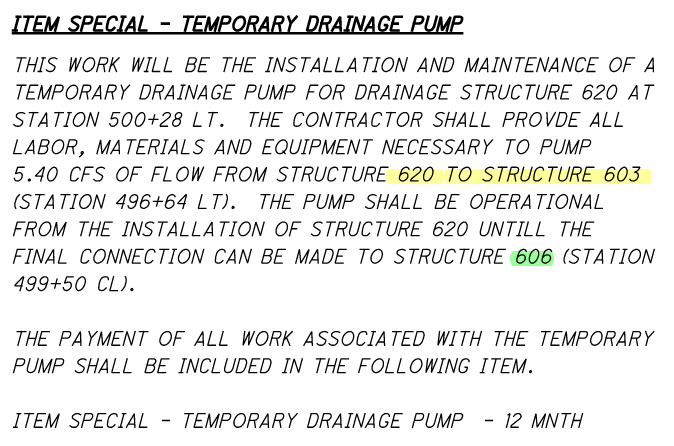 ITEM SPECIAL - TEMPORARY DRAINAGE PUMP
THIS WORK WILL BE THE INSTALLATION AND MAINTENANCE OF A
TEMPORARY DRAINAGE PUMP FOR DRAINAGE STRUCTURE 620 AT
STATION 500+28 LT. THE CONTRACTOR SHALL PROVDE ALL
LABOR, MATERIALS AND EQUIPMENT NECESSARY TO PUMP
5.40 CFS OF FLOW FROM STRUCTURE 620 TO STRUCTURE 603
(STATION 496+64 LT). THE PUMP SHALL BE OPERATIONAL
FROM THE INSTALLATION OF STRUCTURE 620 UNTILL THE
FINAL CONNECTION CAN BE MADE TO STRUCTURE 606 (STATION
499+50 CL).
THE PAYMENT OF ALL WORK ASSOCIATED WITH THE TEMPORARY
PUMP SHALL BE INCLUDED IN THE FOLLOWING ITEM.
ITEM SPECIAL - TEMPORARY DRAINAGE PUMP - 12 MNTH